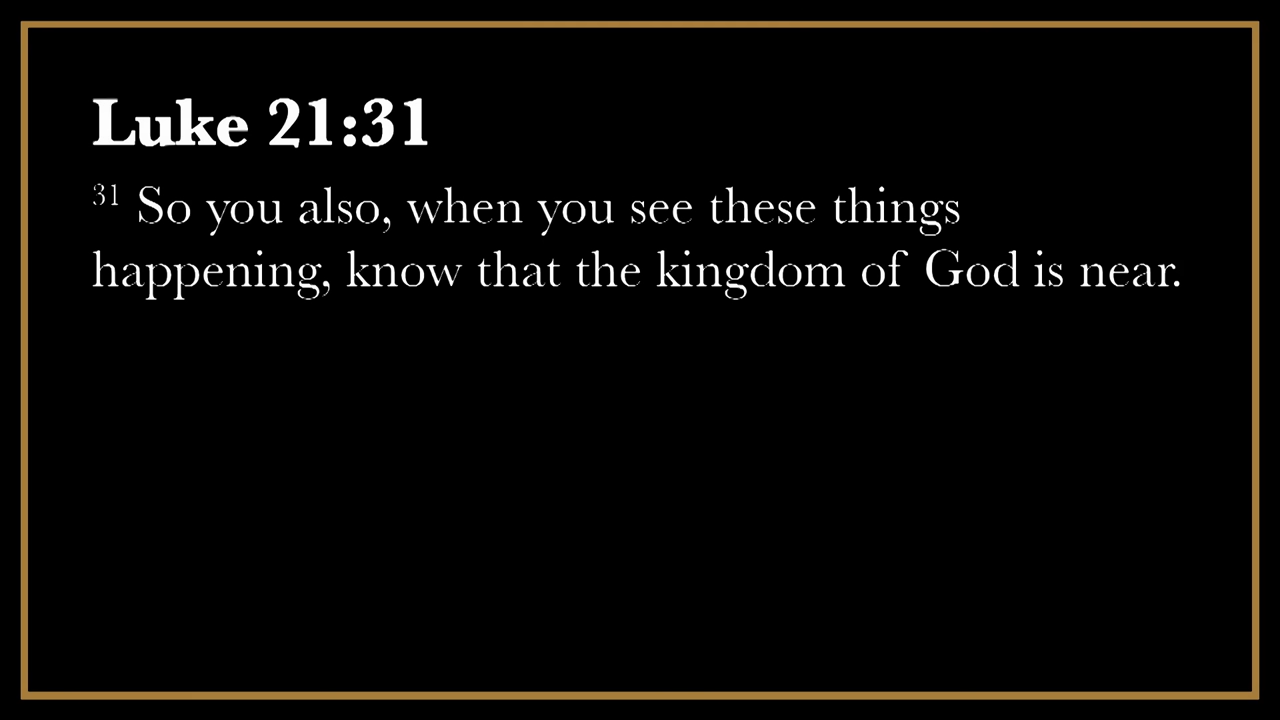 Luke 21:31
31 So you also, when you see these things
happening, know that the kingdom of God is near.